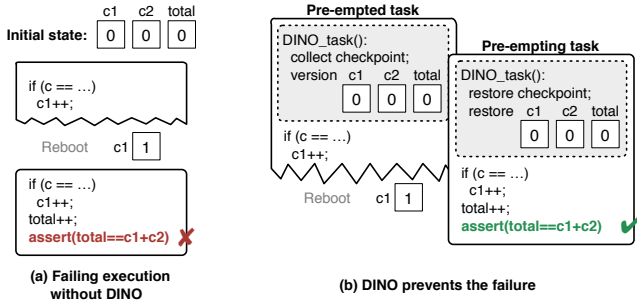 c1 c2 total
Initial state: 0 0 0
if (c == …)
c1++;
Reboot c1 1
if (c == …)
c1++;
total++;
assert(total==c1+c2) ✘
(a) Failing execution
without DINO
Pre-empted task
DINO_task():
collect checkpoint;
version c1 c2 total
0 0 0
if (c == …)
c1++;
Reboot c1 1
Pre-empting task
DINO_task():
restore checkpoint;
restore c1 c2 total
0 0 0
if (c == …)
c1++;
total++;
assert(total==c1+c2) ✔
(b) DINO prevents the failure